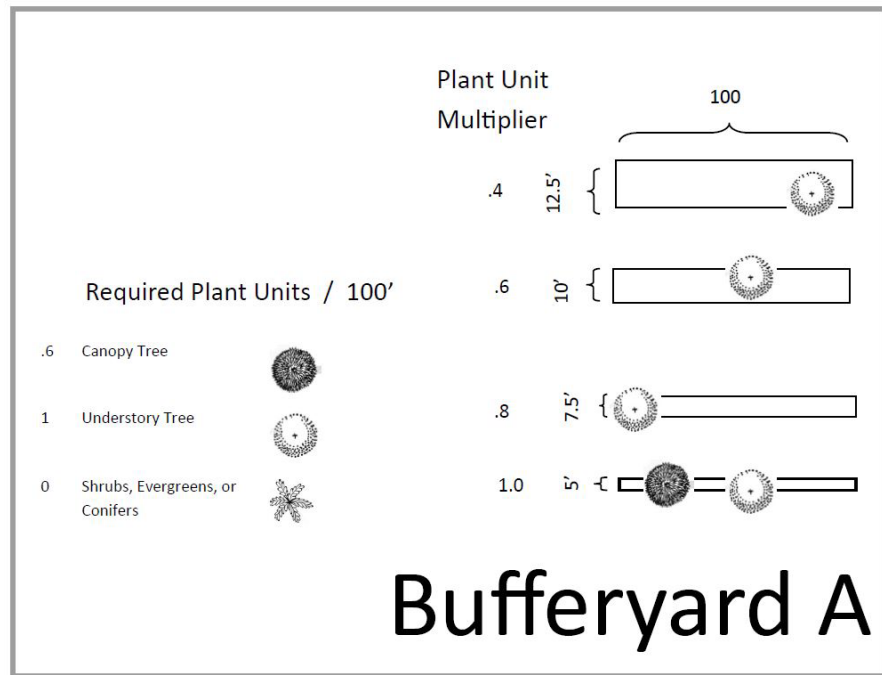 Plant Unit
Multiplier
100
.4
12.5’
.6
10’
Required Plant Units / 100’
.6 Canopy Tree
1 Understory Tree
.8
7.5’
0 Shrubs, Evergreens, or
Conifers
1.0
5’
Bufferyard A